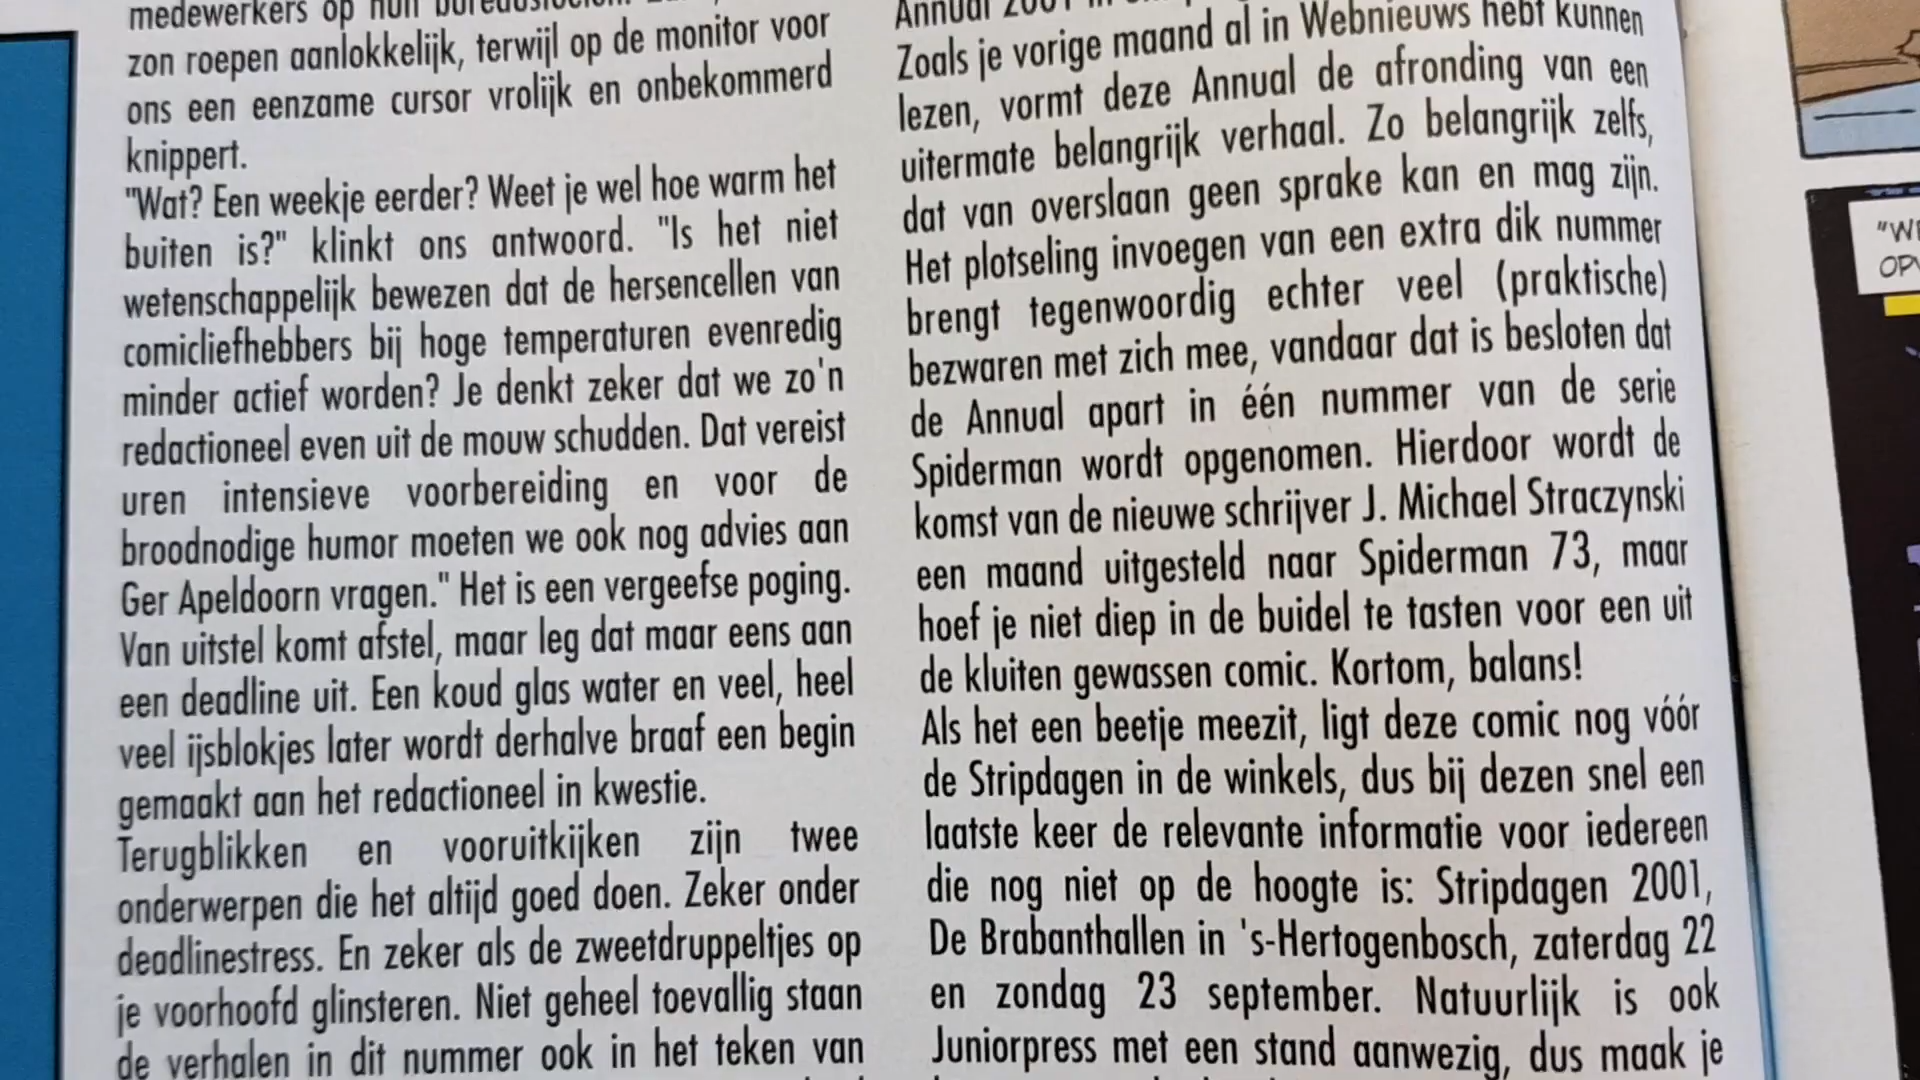 medewerkers op hun
zon roepen aanlokkelijk, terwijl op de monitor voor
ons een eenzame cursor vrolijk en onbekommerd
knippert.
"Wat? Een weekje eerder? Weet je wel hoe warm het
buiten is?" klinkt ons antwoord. "Is het niet
wetenschappelijk bewezen dat de hersencellen van
comicliefhebbers bij hoge temperaturen evenredig
minder actief worden? Je denkt zeker dat we zo'n
redactioneel even uit de mouw schudden. Dat vereist
uren intensieve voorbereiding en voor de
broodnodige humor moeten we ook nog advies aan
Ger Apeldoorn vragen." Het is een vergeefse poging.
Van uitstel komt afstel, maar leg dat maar eens aan
een deadline uit. Een koud glas water en veel, heel
veel ijsblokjes later wordt derhalve braaf een begin
gemaakt aan het redactioneel in kwestie.
Terugblikken en vooruitkijken zijn twee
onderwerpen die het altijd goed doen. Zeker onder
deadlinestress. En zeker als de zweetdruppeltjes op
je voorhoofd glinsteren. Niet geheel toevallig staan
de verhalen in dit nummer ook in het teken van
Annual 2001
Zoals je vorige maand al in Webnieuws hebt kunnen
lezen, vormt deze Annual de afronding van een
uitermate belangrijk verhaal. Zo belangrijk zelfs,
dat van overslaan geen sprake kan en mag zijn.
Het plotseling invoegen van een extra dik nummer
brengt tegenwoordig echter veel (praktische)
bezwaren met zich mee, vandaar dat is besloten dat
de Annual apart in één nummer van de serie
Spiderman wordt opgenomen. Hierdoor wordt de
komst van de nieuwe schrijver J. Michael Straczynski
een maand uitgesteld naar Spiderman 73, maar
hoef je niet diep in de buidel te tasten voor een uit
de kluiten gewassen comic. Kortom, balans!
Als het een beetje meezit, ligt deze comic nog vóór
de Stripdagen in de winkels, dus bij dezen snel een
laatste keer de relevante informatie voor iedereen
die nog niet op de hoogte is: Stripdagen 2001,
De Brabanthallen in 's-Hertogenbosch, zaterdag 22
en zondag 23 september. Natuurlijk is ook
Juniorpress met een stand aanwezig, dus maak je